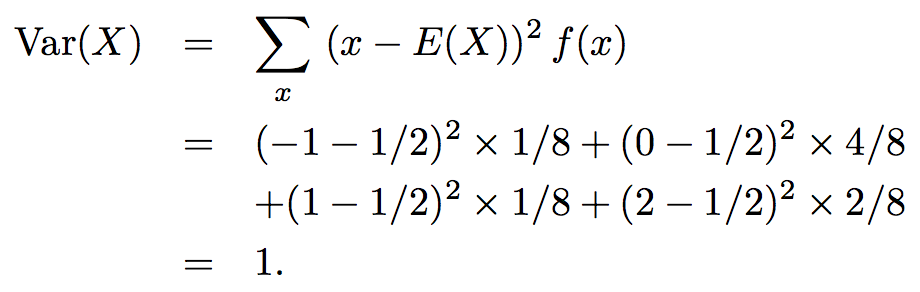 Var(X) = ∑ₓ (x − E(X))² f(x)
= (−1 − 1/2)² × 1/8 + (0 − 1/2)² × 4/8
+(1 − 1/2)² × 1/8 + (2 − 1/2)² × 2/8
= 1.